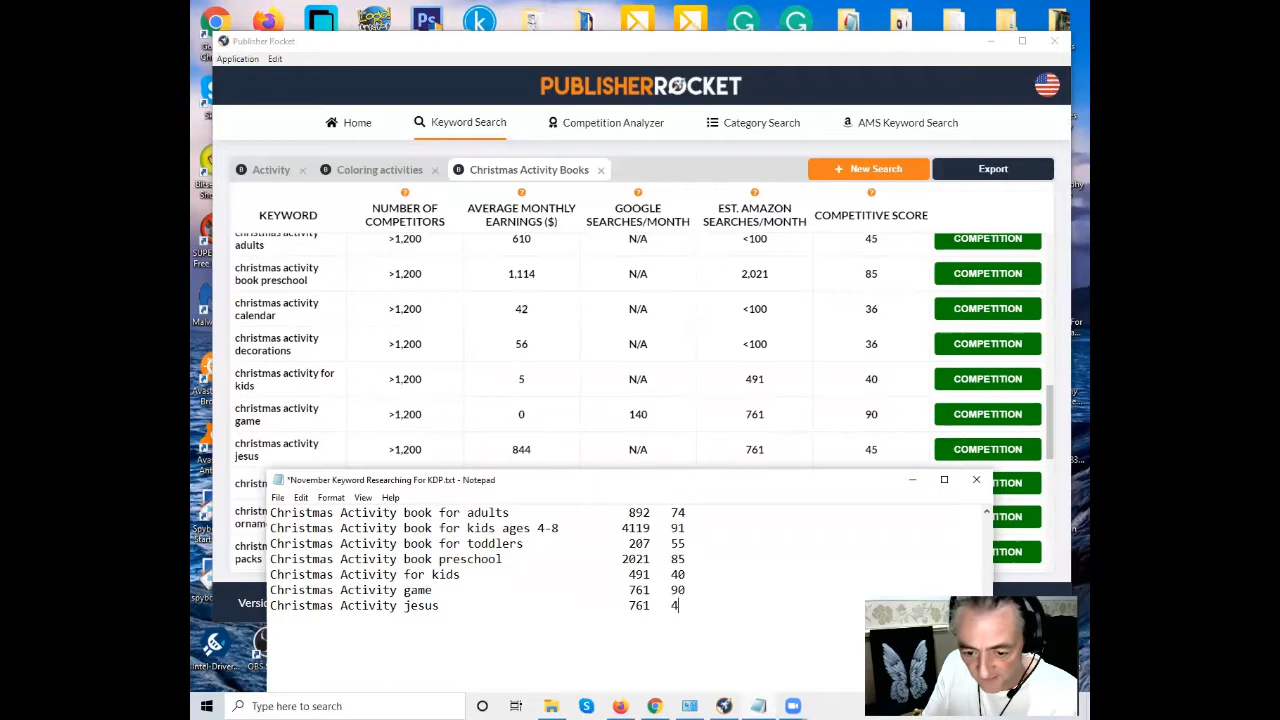 Publisher Rocket
Application Edit
PUBLISHERROCKET
Home Keyword Search Competition Analyzer Category Search AMS Keyword Search
Activity Coloring activities Christmas Activity Books + New Search Export
KEYWORD NUMBER OF COMPETITORS AVERAGE MONTHLY EARNINGS ($) GOOGLE SEARCHES/MONTH EST. AMAZON SEARCHES/MONTH COMPETITIVE SCORE
christmas activity adults >1,200 610 N/A <100 45 COMPETITION
christmas activity book preschool >1,200 1,114 N/A 2,021 85 COMPETITION
christmas activity calendar >1,200 42 N/A <100 36 COMPETITION
christmas activity decorations >1,200 56 N/A <100 36 COMPETITION
christmas activity for kids >1,200 5 N/A 491 40 COMPETITION
christmas activity game >1,200 0 140 761 90 COMPETITION
christmas activity jesus >1,200 844 N/A 761 45 COMPETITION
*November Keyword Researching For KDP.txt - Notepad
File Edit Format View Help
Christmas Activity book for adults 892 74
Christmas Activity book for kids ages 4-8 4119 91
Christmas Activity book for toddlers 207 55
Christmas Activity book preschool 2021 85
Christmas Activity for kids 491 40
Christmas Activity game 761 90
Christmas Activity jesus 761 4
packs
Type here to search